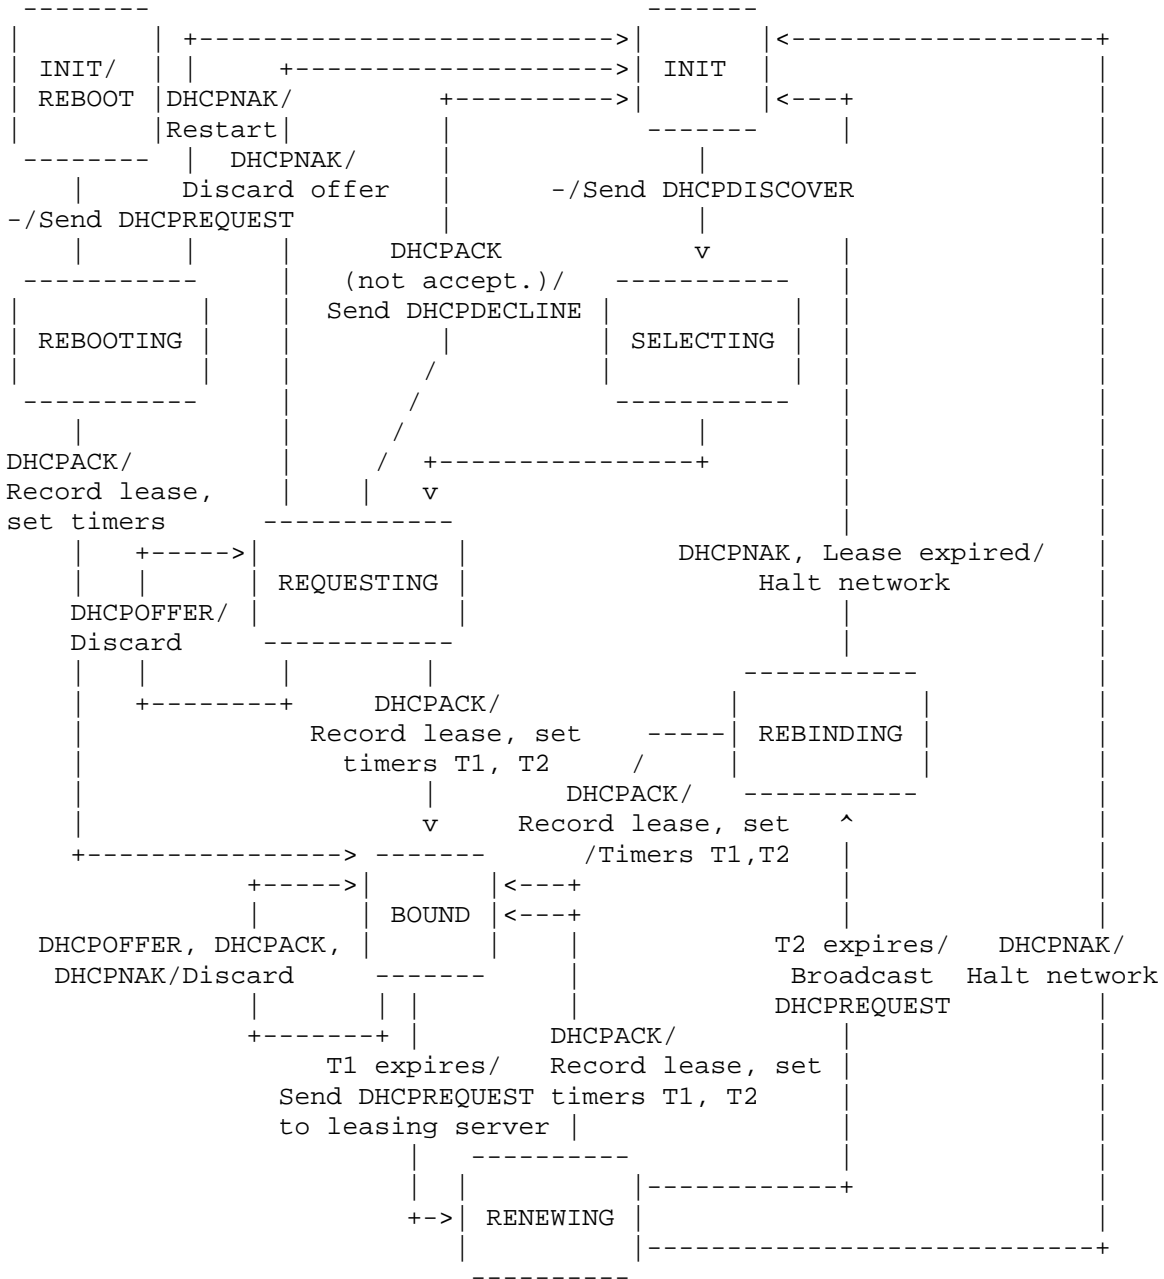 INIT/ INIT
REBOOT DHCPNAK/
Restart
DHCPNAK/
Discard offer -/Send DHCPDISCOVER
-/Send DHCPREQUEST
DHCPACK
(not accept.)/
Send DHCPDECLINE
REBOOTING SELECTING
DHCPACK/
Record lease,
set timers
DHCPNAK, Lease expired/
REQUESTING Halt network
DHCPOFFER/
Discard
DHCPACK/
Record lease, set REBINDING
timers T1, T2
DHCPACK/
Record lease, set
/Timers T1,T2
BOUND
DHCPOFFER, DHCPACK, T2 expires/ DHCPNAK/
DHCPNAK/Discard Broadcast Halt network
DHCPREQUEST
DHCPACK/
T1 expires/ Record lease, set
Send DHCPREQUEST timers T1, T2
to leasing server
RENEWING